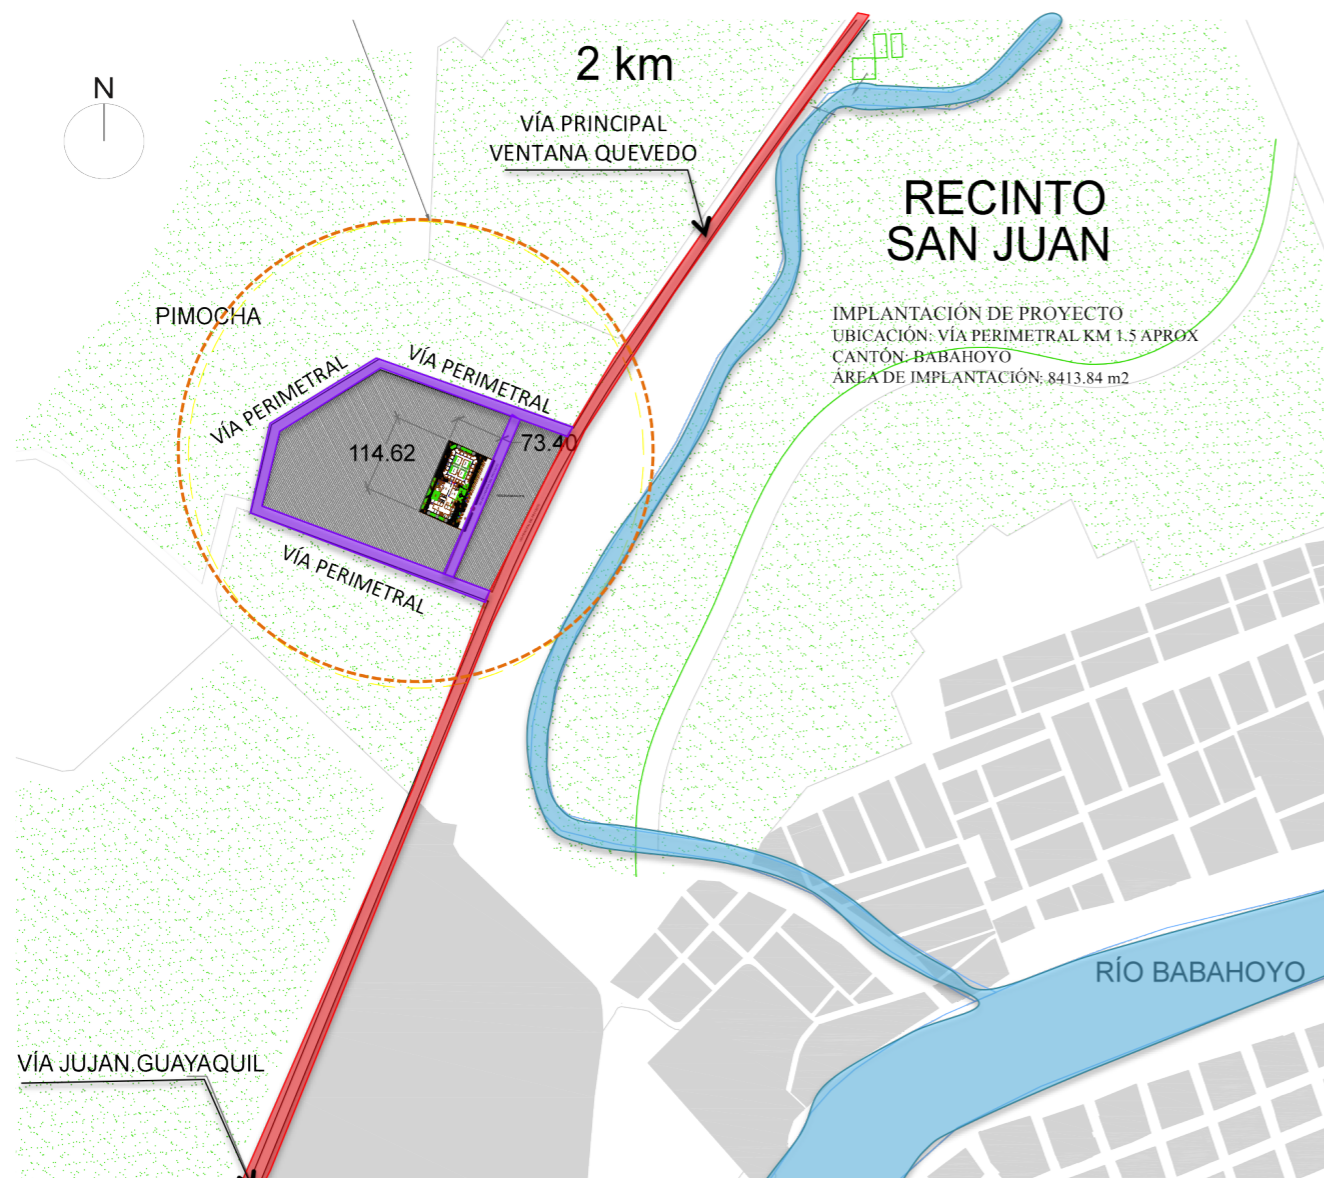 N
2 km
VÍA PRINCIPAL
VENTANA QUEVEDO
RECINTO
SAN JUAN
IMPLANTACIÓN DE PROYECTO
UBICACIÓN: VÍA PERIMETRAL KM 1.5 APROX
CANTÓN: BABAHOYO
ÁREA DE IMPLANTACIÓN: 8413.84 m2
PIMOCHA
VÍA PERIMETRAL
VÍA PERIMETRAL
73.40
114.62
VÍA PERIMETRAL
RÍO BABAHOYO
VÍA JUJAN.GUAYAQUIL